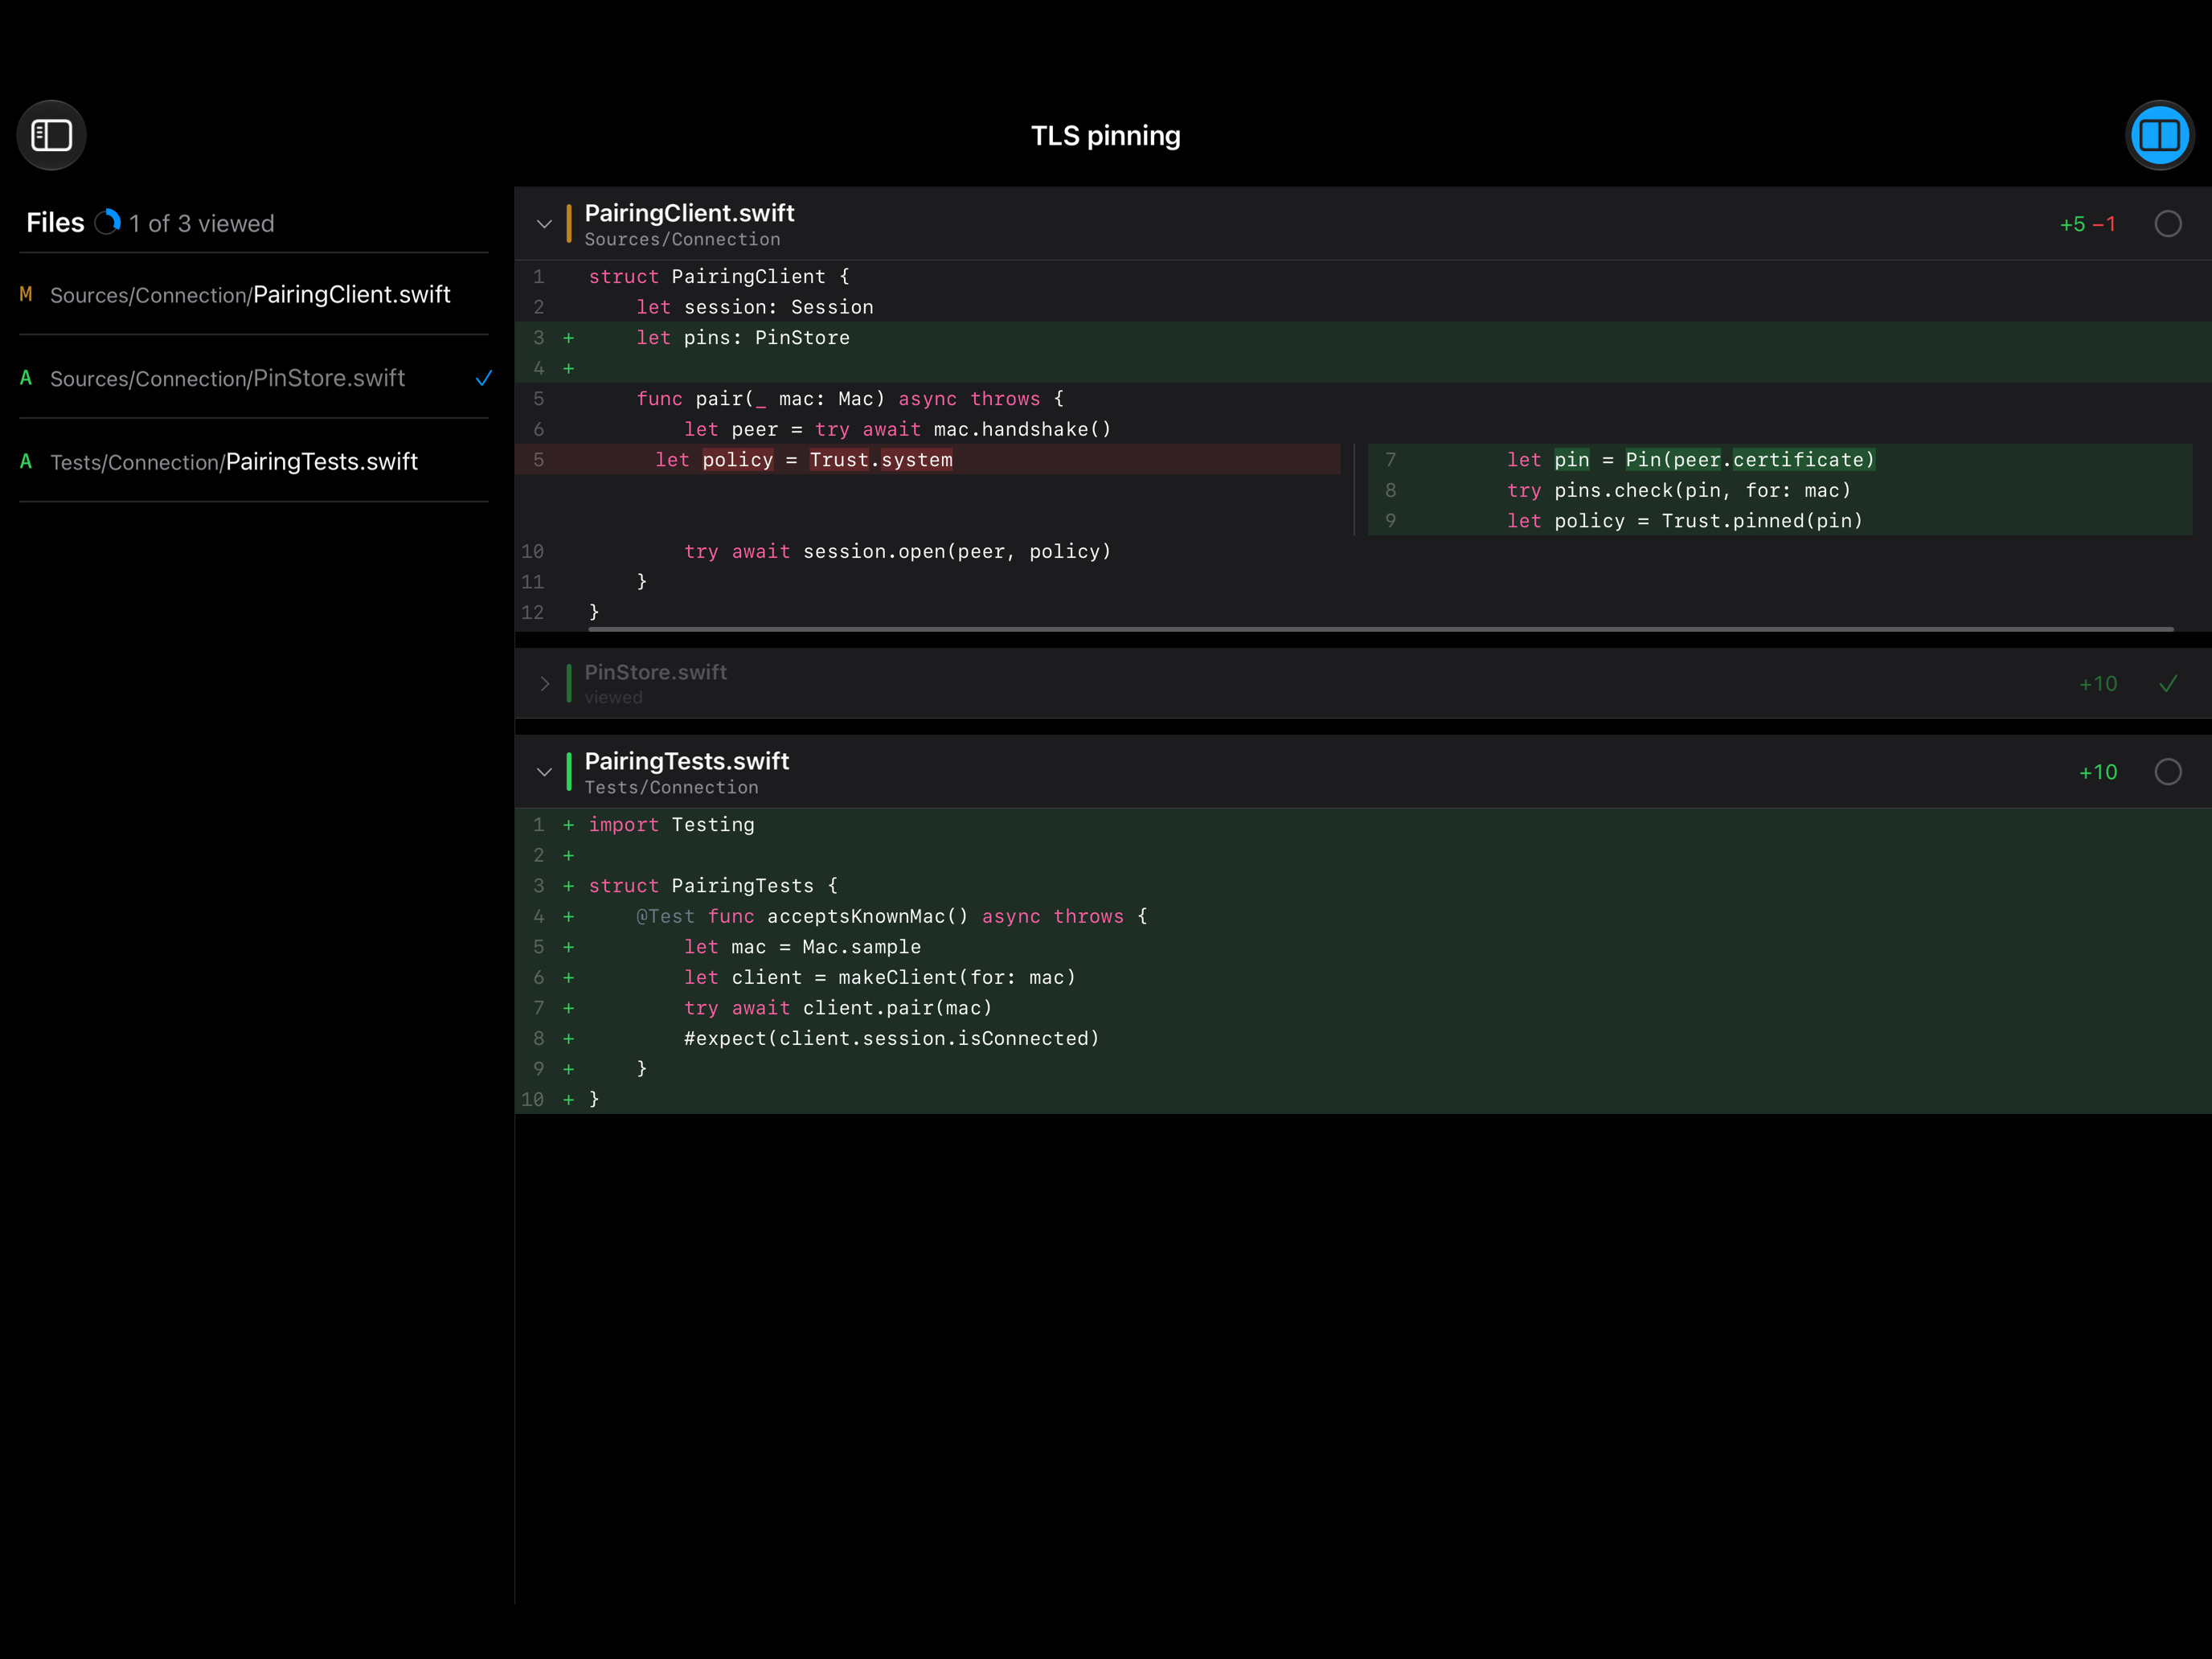 TLS pinning
Files 1 of 3 viewed
M Sources/Connection/PairingClient.swift
A Sources/Connection/PinStore.swift
A Tests/Connection/PairingTests.swift
PairingClient.swift
Sources/Connection
+5 −1
1 struct PairingClient {
2 let session: Session
3 + let pins: PinStore
4 +
5 func pair(_ mac: Mac) async throws {
6 let peer = try await mac.handshake()
5 let policy = Trust.system
7 let pin = Pin(peer.certificate)
8 try pins.check(pin, for: mac)
9 let policy = Trust.pinned(pin)
10 try await session.open(peer, policy)
11 }
12 }
PinStore.swift
viewed
+10
PairingTests.swift
Tests/Connection
+10
1 + import Testing
2 +
3 + struct PairingTests {
4 + @Test func acceptsKnownMac() async throws {
5 + let mac = Mac.sample
6 + let client = makeClient(for: mac)
7 + try await client.pair(mac)
8 + #expect(client.session.isConnected)
9 + }
10 + }